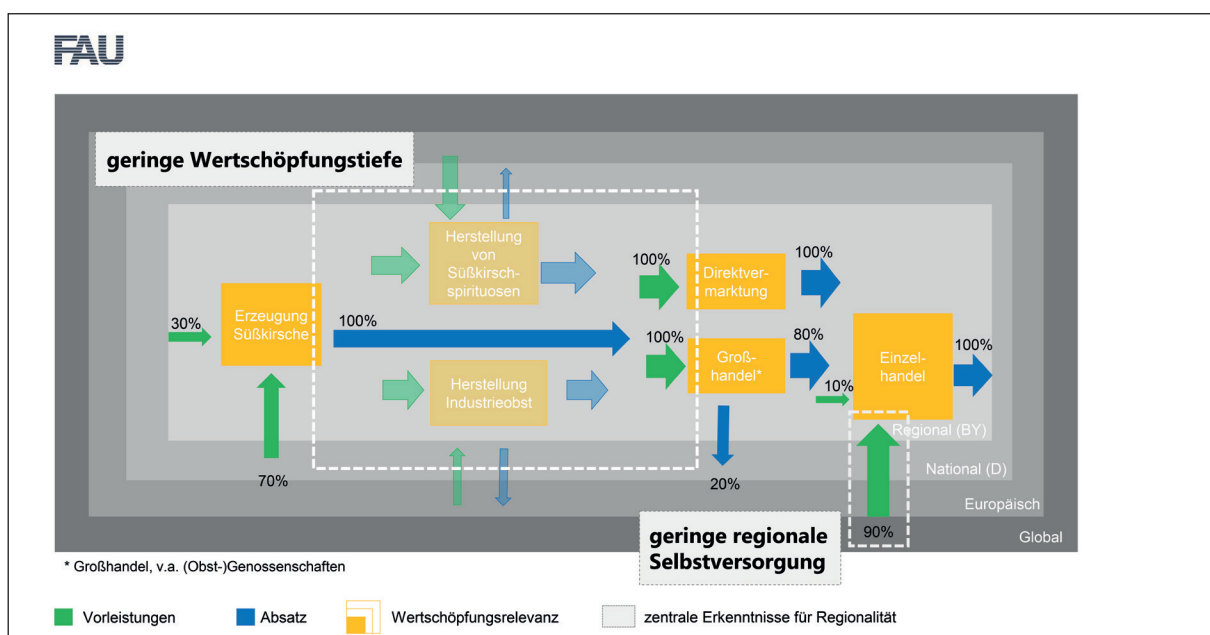 FAU
geringe Wertschöpfungstiefe
Herstellung
von
Süßkirsch-
spirituosen
100%
Direktver-
marktung
100%
30%
Erzeugung
Süßkirsche
100%
100%
Groß-
handel*
80%
Einzel-
handel
100%
10%
Herstellung
Industrieobst
Regional (BY)
70%
20%
National (D)
Europäisch
geringe regionale
Selbstversorgung
90%
Global
* Großhandel, v.a. (Obst-)Genossenschaften
Vorleistungen
Absatz
Wertschöpfungsrelevanz
zentrale Erkenntnisse für Regionalität